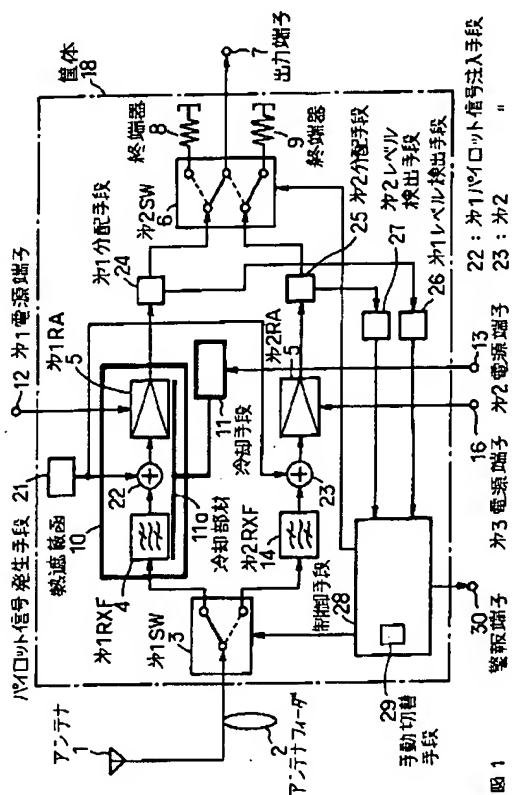 パイロット信号発生手段 21
12 第1電源端子
筐体
18
熱遮蔽函
10
第1RA
5
第1分配手段
24
第2SW
6
終端器
8
7
出力端子
終端器
9
アンテナ
1
2
アンテナフィーダ
第1SW
3
第1RXF
4
22
11a
冷却部材
11
冷却手段
第2RXF
14
23
第2RA
5
25 第2分配手段
第2レベル
検出手段
27
26 第1レベル検出手段
制御手段
28
29
手動切替
手段
30
警報端子
16
第3電源端子
13
第2電源端子
22:第1パイロット信号注入手段
23:第2 〃
図1